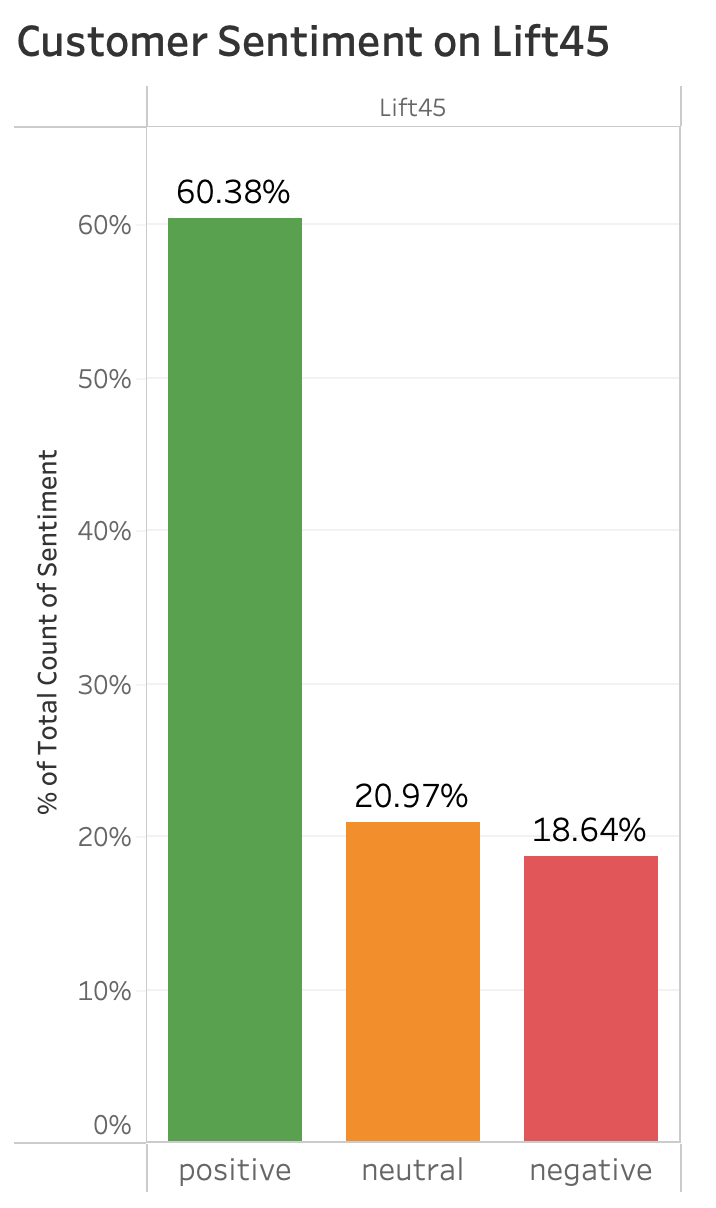 Customer Sentiment on Lift45
Lift45
% of Total Count of Sentiment
60%
50%
40%
30%
20%
10%
0%
60.38%
20.97%
18.64%
positive
neutral
negative